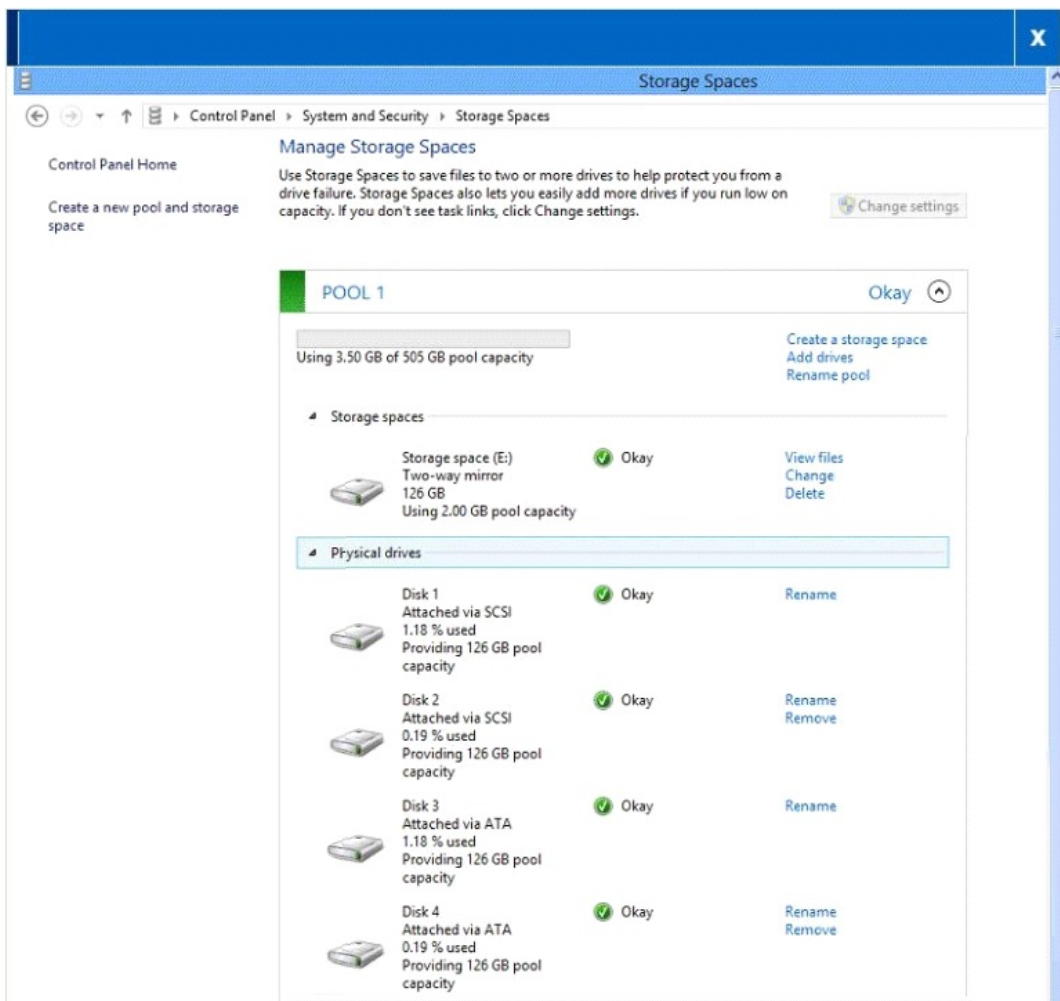 X
Storage Spaces
Control Panel System and Security Storage Spaces
Control Panel Home
Create a new pool and storage
space
Manage Storage Spaces
Use Storage Spaces to save files to two or more drives to help protect you from a
drive failure. Storage Spaces also lets you easily add more drives if you run low on
capacity. If you don't see task links, click Change settings.
Change settings
POOL 1
Okay
Using 3.50 GB of 505 GB pool capacity
Create a storage space
Add drives
Rename pool
Storage spaces
Storage space (E:)
Two-way mirror
126 GB
Using 2.00 GB pool capacity
Okay
View files
Change
Delete
Physical drives
Disk 1
Attached via SCSI
1.18 % used
Providing 126 GB pool
capacity
Okay
Rename
Disk 2
Attached via SCSI
0.19 % used
Providing 126 GB pool
capacity
Okay
Rename
Remove
Disk 3
Attached via ATA
1.18 % used
Providing 126 GB pool
capacity
Okay
Rename
Disk 4
Attached via ATA
0.19 % used
Providing 126 GB pool
capacity
Okay
Rename
Remove